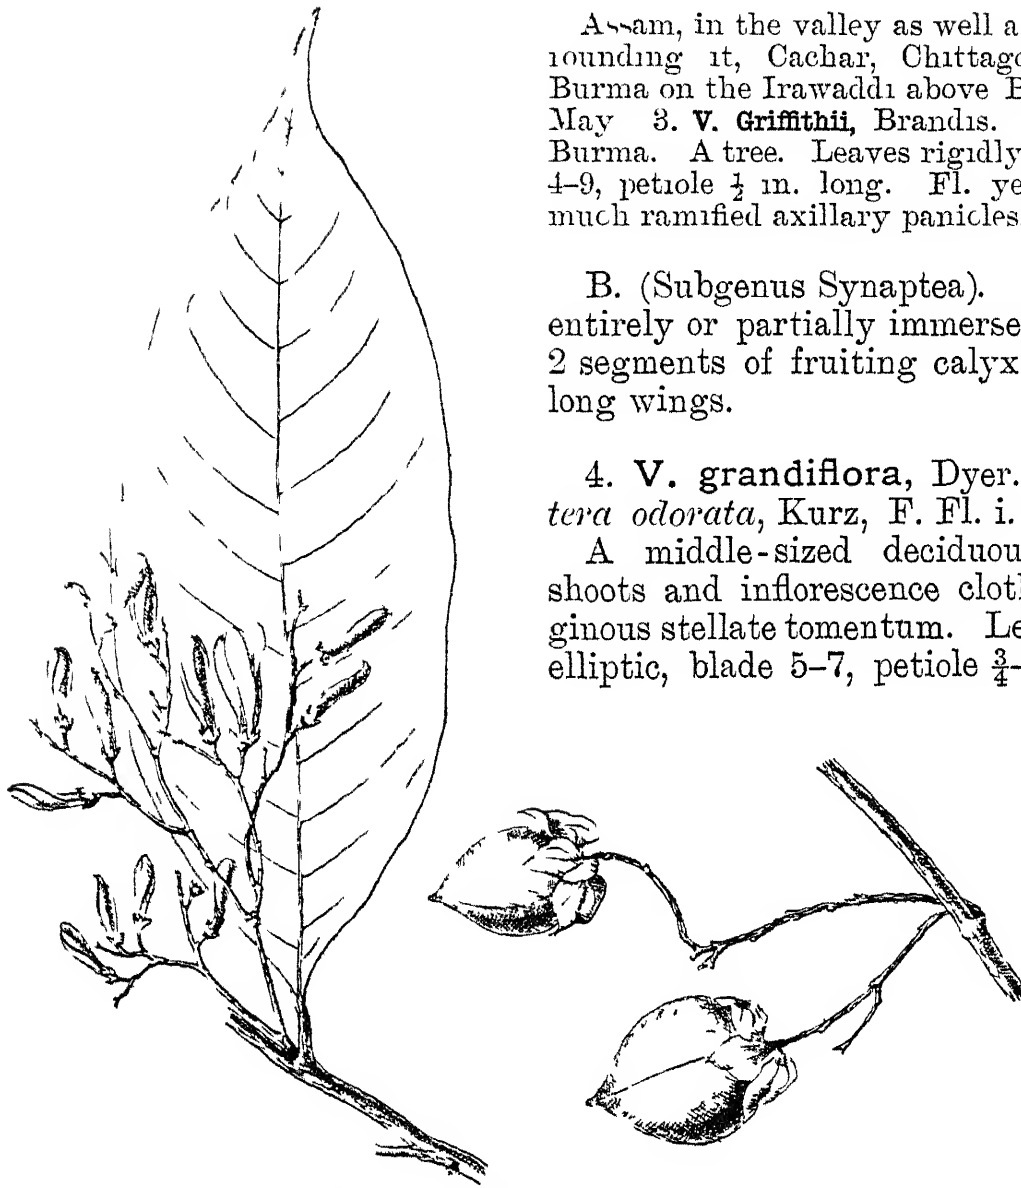 Assam, in the valley as well a
rounding it, Cachar, Chittago
Burma on the Irawaddi above B
May 3. V. Griffithii, Brandis.
Burma. A tree. Leaves rigidly
4–9, petiole ½ in. long. Fl. ye
much ramified axillary panicles
B. (Subgenus Synaptea).
entirely or partially immerse
2 segments of fruiting calyx
long wings.
4. V. grandiflora, Dyer.
tera odorata, Kurz, F. Fl. i.
A middle-sized deciduou
shoots and inflorescence clot
ginous stellate tomentum. Le
elliptic, blade 5–7, petiole ¾–